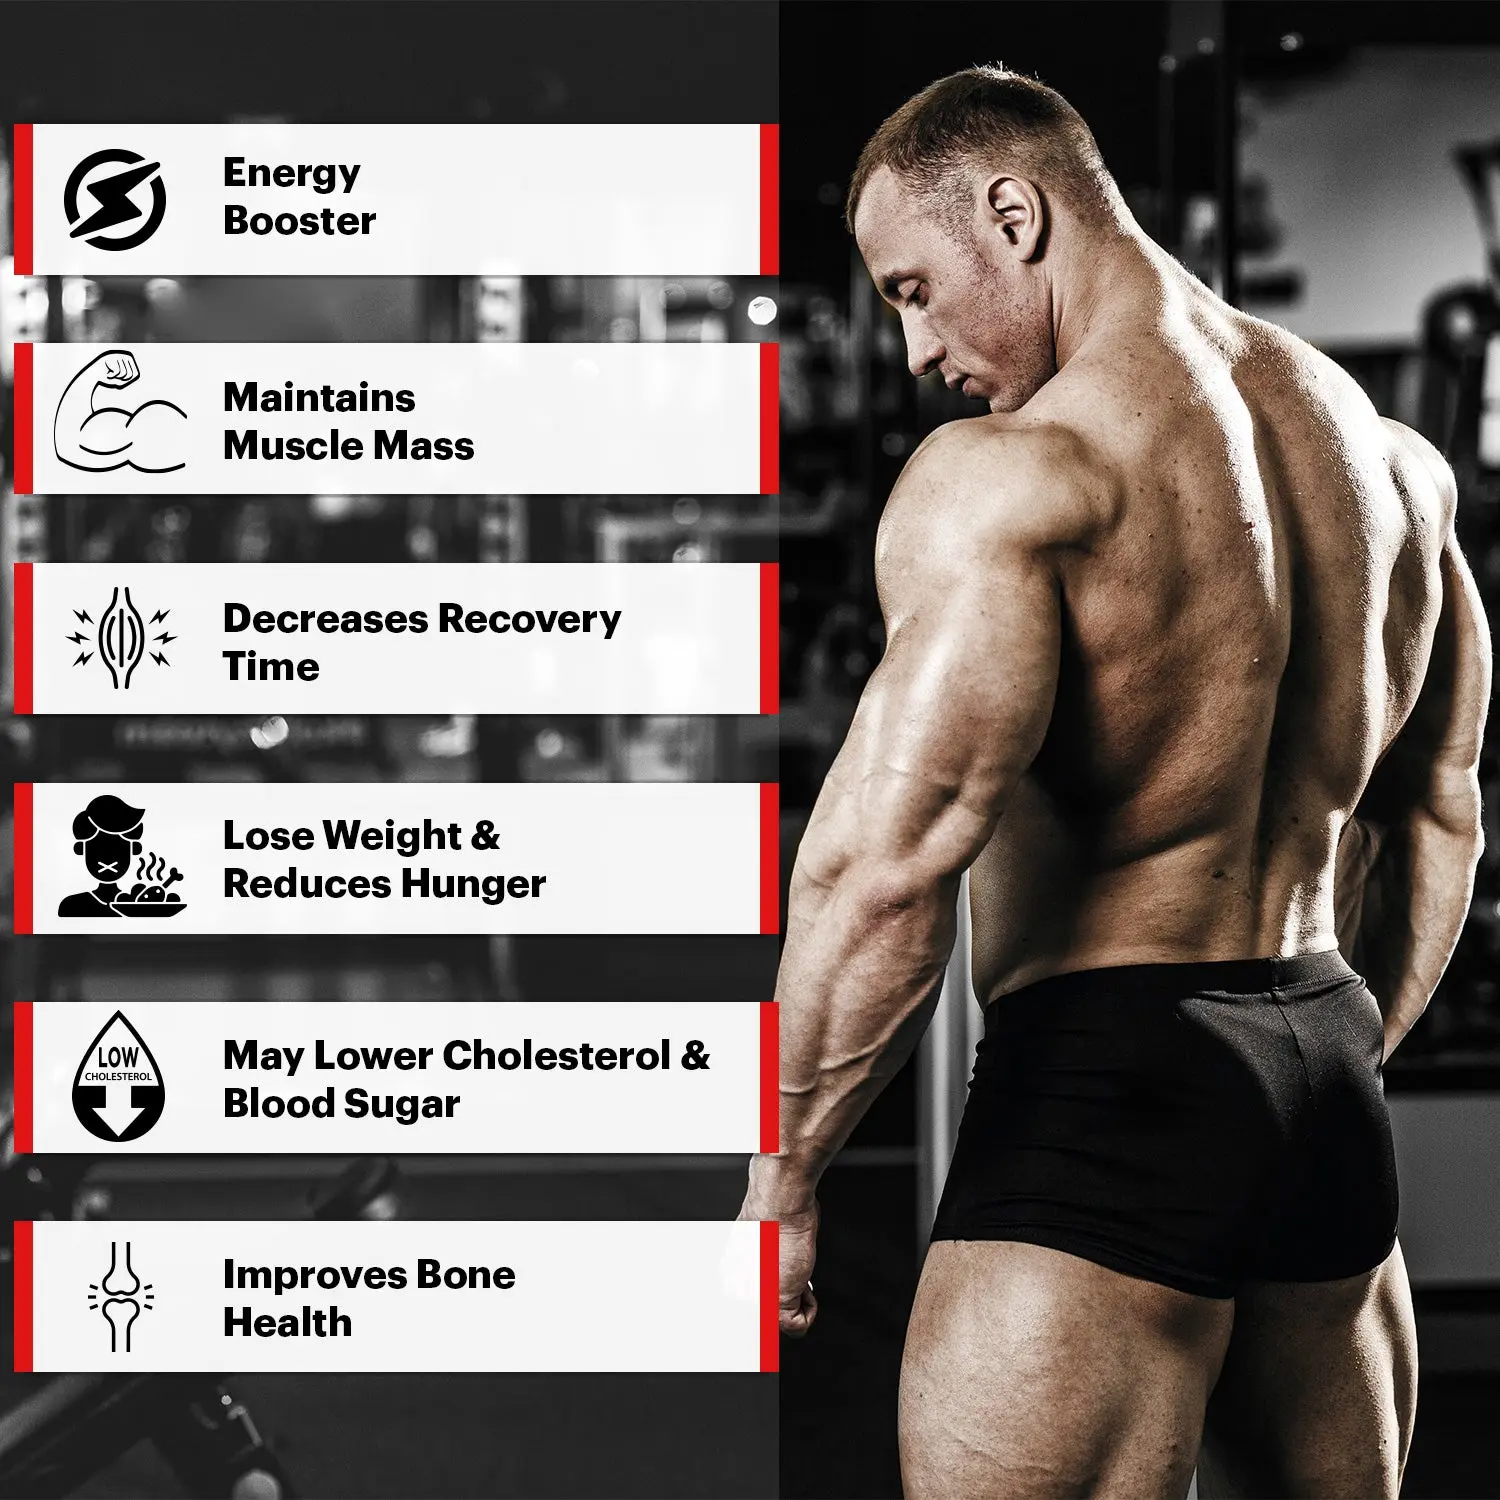 Energy
Booster
Maintains
Muscle Mass
Decreases Recovery
Time
Lose Weight &
Reduces Hunger
LOW
CHOLESTEROL
May Lower Cholesterol &
Blood Sugar
Improves Bone
Health